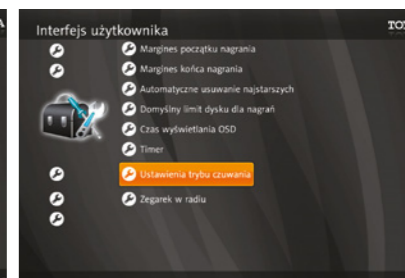 Interfejs użytkownika
Margines początku nagrania
Margines końca nagrania
Automatyczne usuwanie najstarszych
Domyślny limit dysku dla nagrań
Czas wyświetlania OSD
Timer
Ustawienia trybu czuwania
Zegarek w radiu